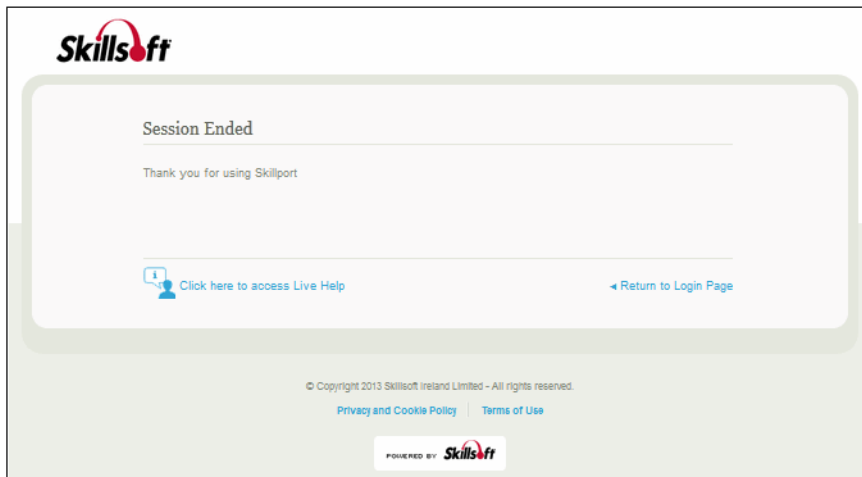 Skillsoft
Session Ended
Thank you for using Skillport
i
Click here to access Live Help
◄ Return to Login Page
© Copyright 2013 Skillsoft Ireland Limited - All rights reserved.
Privacy and Cookie Policy
Terms of Use
POWERED BY Skillsoft